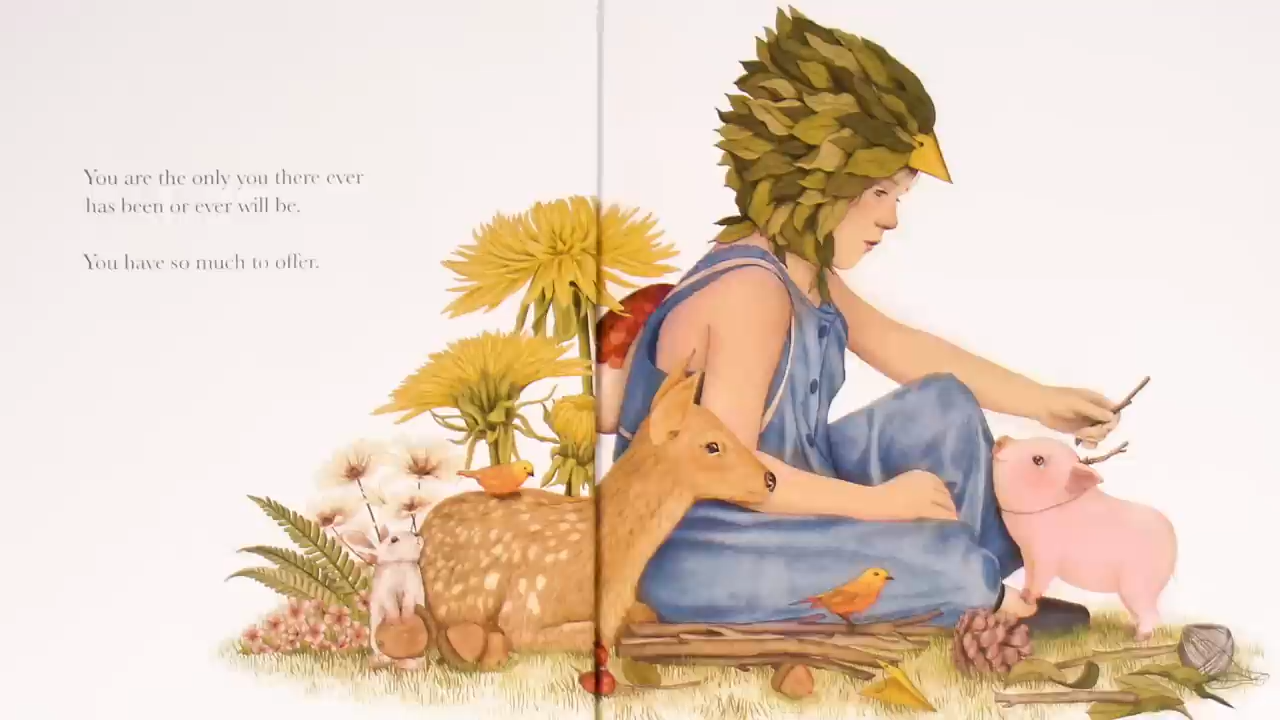 You are the only you there ever
has been or ever will be.
You have so much to offer.